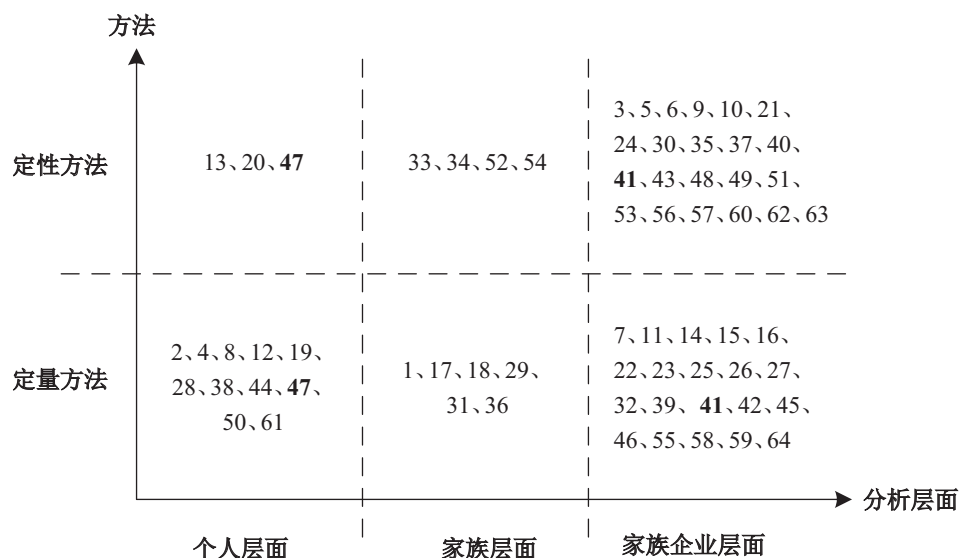 方法
定性方法
13、20、47
33、34、52、54
3、5、6、9、10、21、
24、30、35、37、40、
41、43、48、49、51、
53、56、57、60、62、63
定量方法
2、4、8、12、19、
28、38、44、47、
50、61
1、17、18、29、
31、36
7、11、14、15、16、
22、23、25、26、27、
32、39、41、42、45、
46、55、58、59、64
分析层面
个人层面
家族层面
家族企业层面